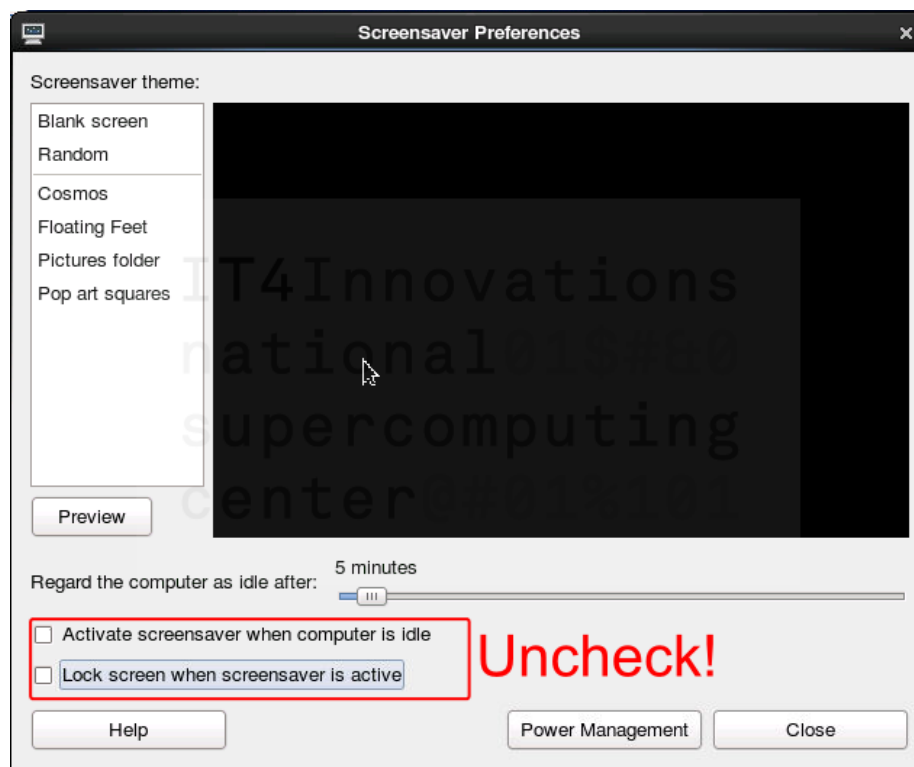 Screensaver Preferences
Screensaver theme:
Blank screen
Random
Cosmos
Floating Feet
Pictures folder
Pop art squares
IT4Innovations
national01$#&0
supercomputing
center@#01%101
Preview
Regard the computer as idle after:
5 minutes
Activate screensaver when computer is idle
Lock screen when screensaver is active
Uncheck!
Help
Power Management
Close